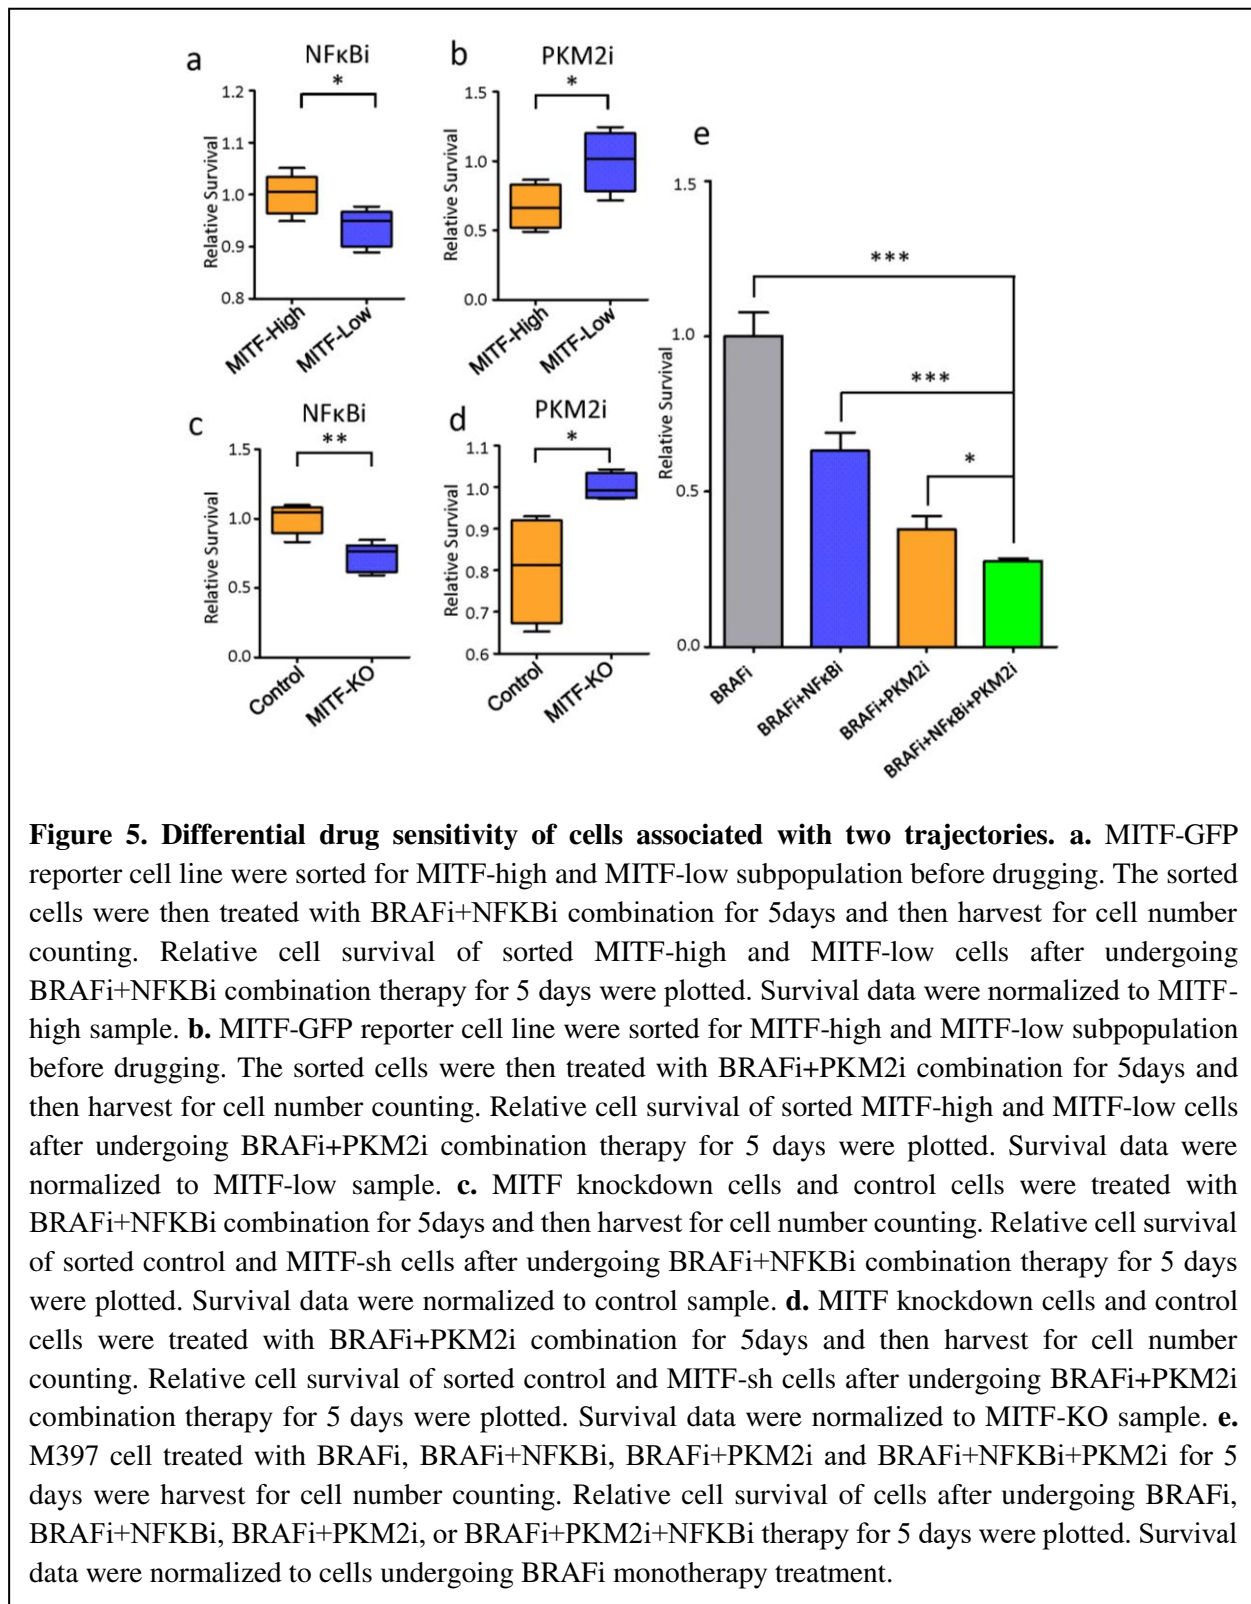 a
NFκBi
*
1.2
1.1
1.0
0.9
0.8
Relative Survival
MITF-High
MITF-Low
b
PKM2i
*
1.5
1.0
0.5
0.0
Relative Survival
MITF-High
MITF-Low
c
NFκBi
**
1.5
1.0
0.5
0.0
Relative Survival
Control
MITF-KO
d
PKM2i
*
1.1
1.0
0.9
0.8
0.7
0.6
Relative Survival
Control
MITF-KO
e
1.5
1.0
0.5
0.0
Relative Survival
***
***
*
BRAFi
BRAFi+NFκBi
BRAFi+PKM2i
BRAFi+NFκBi+PKM2i
Figure 5. Differential drug sensitivity of cells associated with two trajectories. a. MITF-GFP
reporter cell line were sorted for MITF-high and MITF-low subpopulation before drugging. The sorted
cells were then treated with BRAFi+NFKBi combination for 5days and then harvest for cell number
counting. Relative cell survival of sorted MITF-high and MITF-low cells after undergoing
BRAFi+NFKBi combination therapy for 5 days were plotted. Survival data were normalized to MITF-
high sample. b. MITF-GFP reporter cell line were sorted for MITF-high and MITF-low subpopulation
before drugging. The sorted cells were then treated with BRAFi+PKM2i combination for 5days and
then harvest for cell number counting. Relative cell survival of sorted MITF-high and MITF-low cells
after undergoing BRAFi+PKM2i combination therapy for 5 days were plotted. Survival data were
normalized to MITF-low sample. c. MITF knockdown cells and control cells were treated with
BRAFi+NFKBi combination for 5days and then harvest for cell number counting. Relative cell survival
of sorted control and MITF-sh cells after undergoing BRAFi+NFKBi combination therapy for 5 days
were plotted. Survival data were normalized to control sample. d. MITF knockdown cells and control
cells were treated with BRAFi+PKM2i combination for 5days and then harvest for cell number
counting. Relative cell survival of sorted control and MITF-sh cells after undergoing BRAFi+PKM2i
combination therapy for 5 days were plotted. Survival data were normalized to MITF-KO sample. e.
M397 cell treated with BRAFi, BRAFi+NFKBi, BRAFi+PKM2i and BRAFi+NFKBi+PKM2i for 5
days were harvest for cell number counting. Relative cell survival of cells after undergoing BRAFi,
BRAFi+NFKBi, BRAFi+PKM2i, or BRAFi+PKM2i+NFKBi therapy for 5 days were plotted. Survival
data were normalized to cells undergoing BRAFi monotherapy treatment.